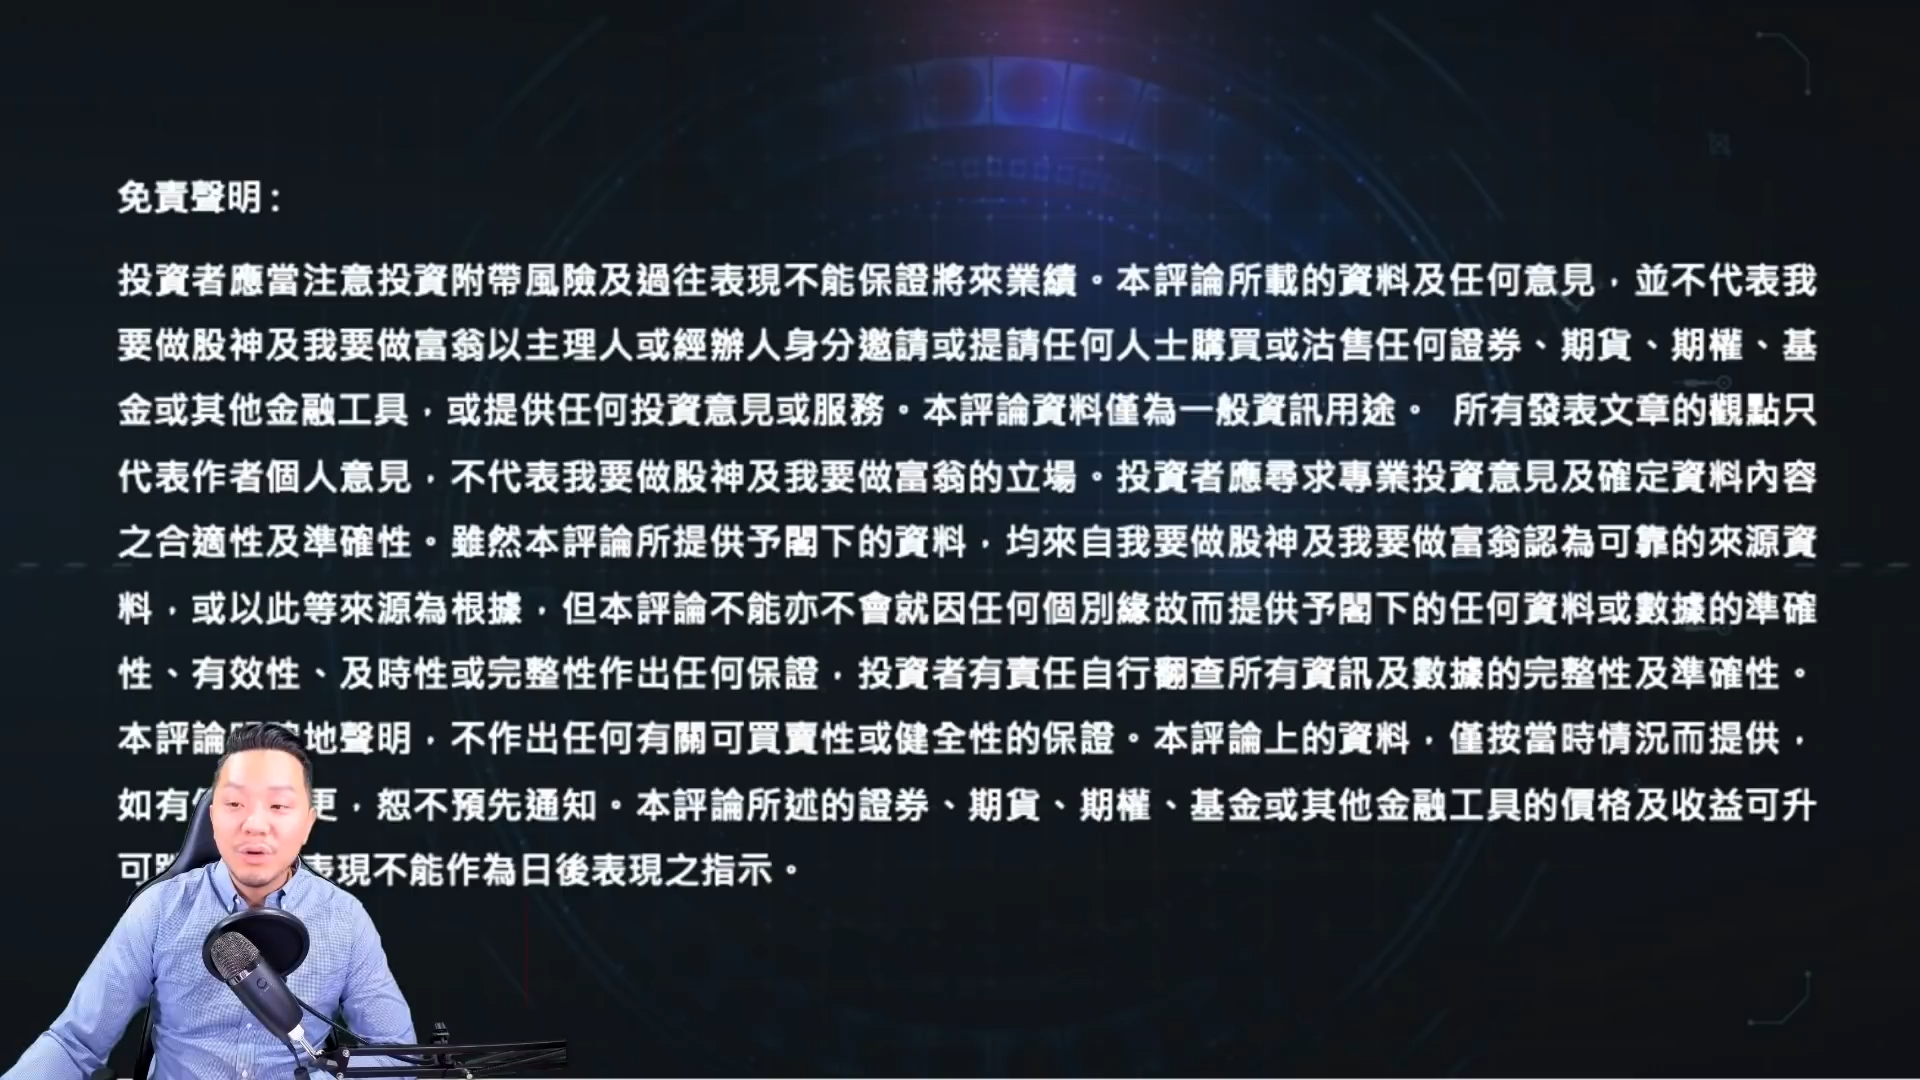 免責聲明:
投資者應當注意投資附帶風險及過往表現不能保證將來業績。本評論所載的資料及任何意見，並不代表我
要做股神及我要做富翁以主理人或經辦人身分邀請或提請任何人士購買或沽售任何證券、期貨、期權、基
金或其他金融工具，或提供任何投資意見或服務。本評論資料僅為一般資訊用途。 所有發表文章的觀點只
代表作者個人意見，不代表我要做股神及我要做富翁的立場。投資者應尋求專業投資意見及確定資料內容
之合適性及準確性。雖然本評論所提供予閣下的資料，均來自我要做股神及我要做富翁認為可靠的來源資
料，或以此等來源為根據，但本評論不能亦不會就因任何個別緣故而提供予閣下的任何資料或數據的準確
性、有效性、及時性或完整性作出任何保證，投資者有責任自行翻查所有資訊及數據的完整性及準確性。
本評論地聲明，不作出任何有關可買賣性或健全性的保證。本評論上的資料，僅按當時情況而提供，
如有更，恕不預先通知。本評論所述的證券、期貨、期權、基金或其他金融工具的價格及收益可升
可表現不能作為日後表現之指示。